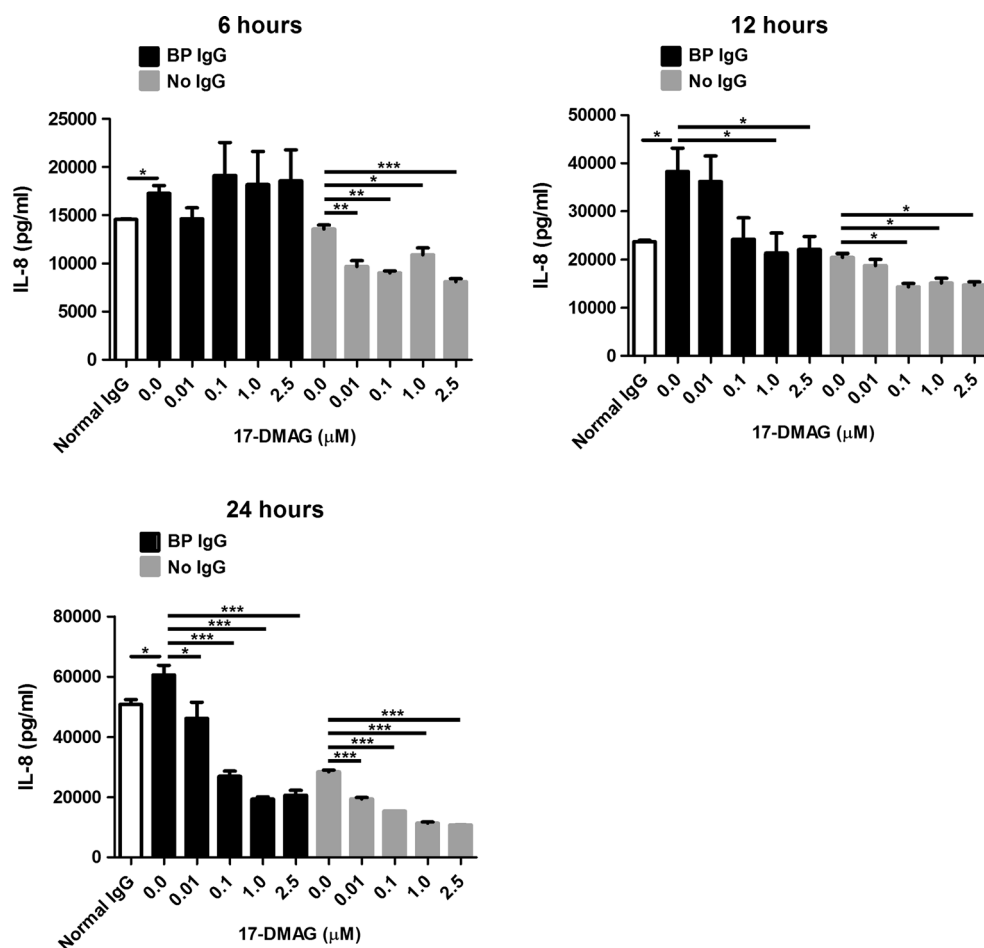 6 hours
BP IgG
No IgG
25000
20000
15000
10000
5000
0
IL-8 (pg/ml)
*
**
**
*
***
Normal IgG 0.0 0.01 0.1 1.0 2.5 0.0 0.01 0.1 1.0 2.5
17-DMAG (μM)
12 hours
BP IgG
No IgG
50000
40000
30000
20000
10000
0
IL-8 (pg/ml)
*
*
*
*
*
*
Normal IgG 0.0 0.01 0.1 1.0 2.5 0.0 0.01 0.1 1.0 2.5
17-DMAG (μM)
24 hours
BP IgG
No IgG
80000
60000
40000
20000
0
IL-8 (pg/ml)
*
*
***
***
***
***
***
***
***
Normal IgG 0.0 0.01 0.1 1.0 2.5 0.0 0.01 0.1 1.0 2.5
17-DMAG (μM)